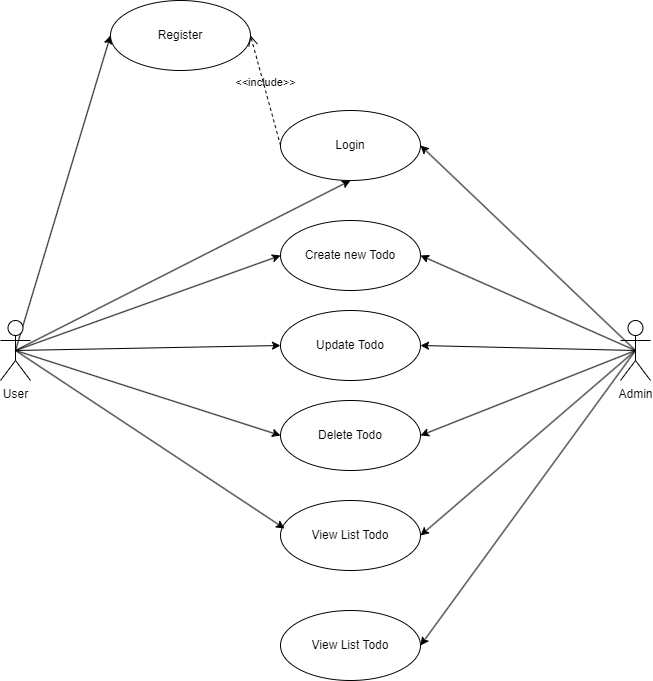 Register
<<include>>
Login
Create new Todo
Update Todo
User
Admin
Delete Todo
View List Todo
View List Todo